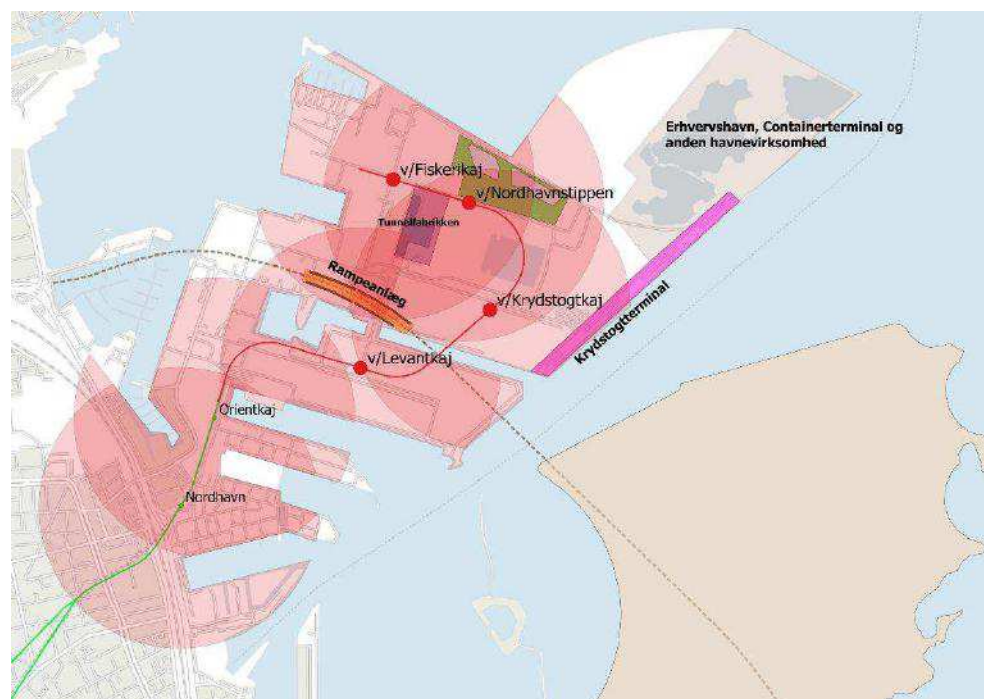 Erhvervshavn, Containerterminal og
anden havnevirksomhed
v/Fiskerikaj
v/Nordhavnstippen
Tunnelfabrikken
Rampeanlæg
v/Krydstogtkaj
Krydstogtterminal
v/Levantkaj
Orientkaj
Nordhavn